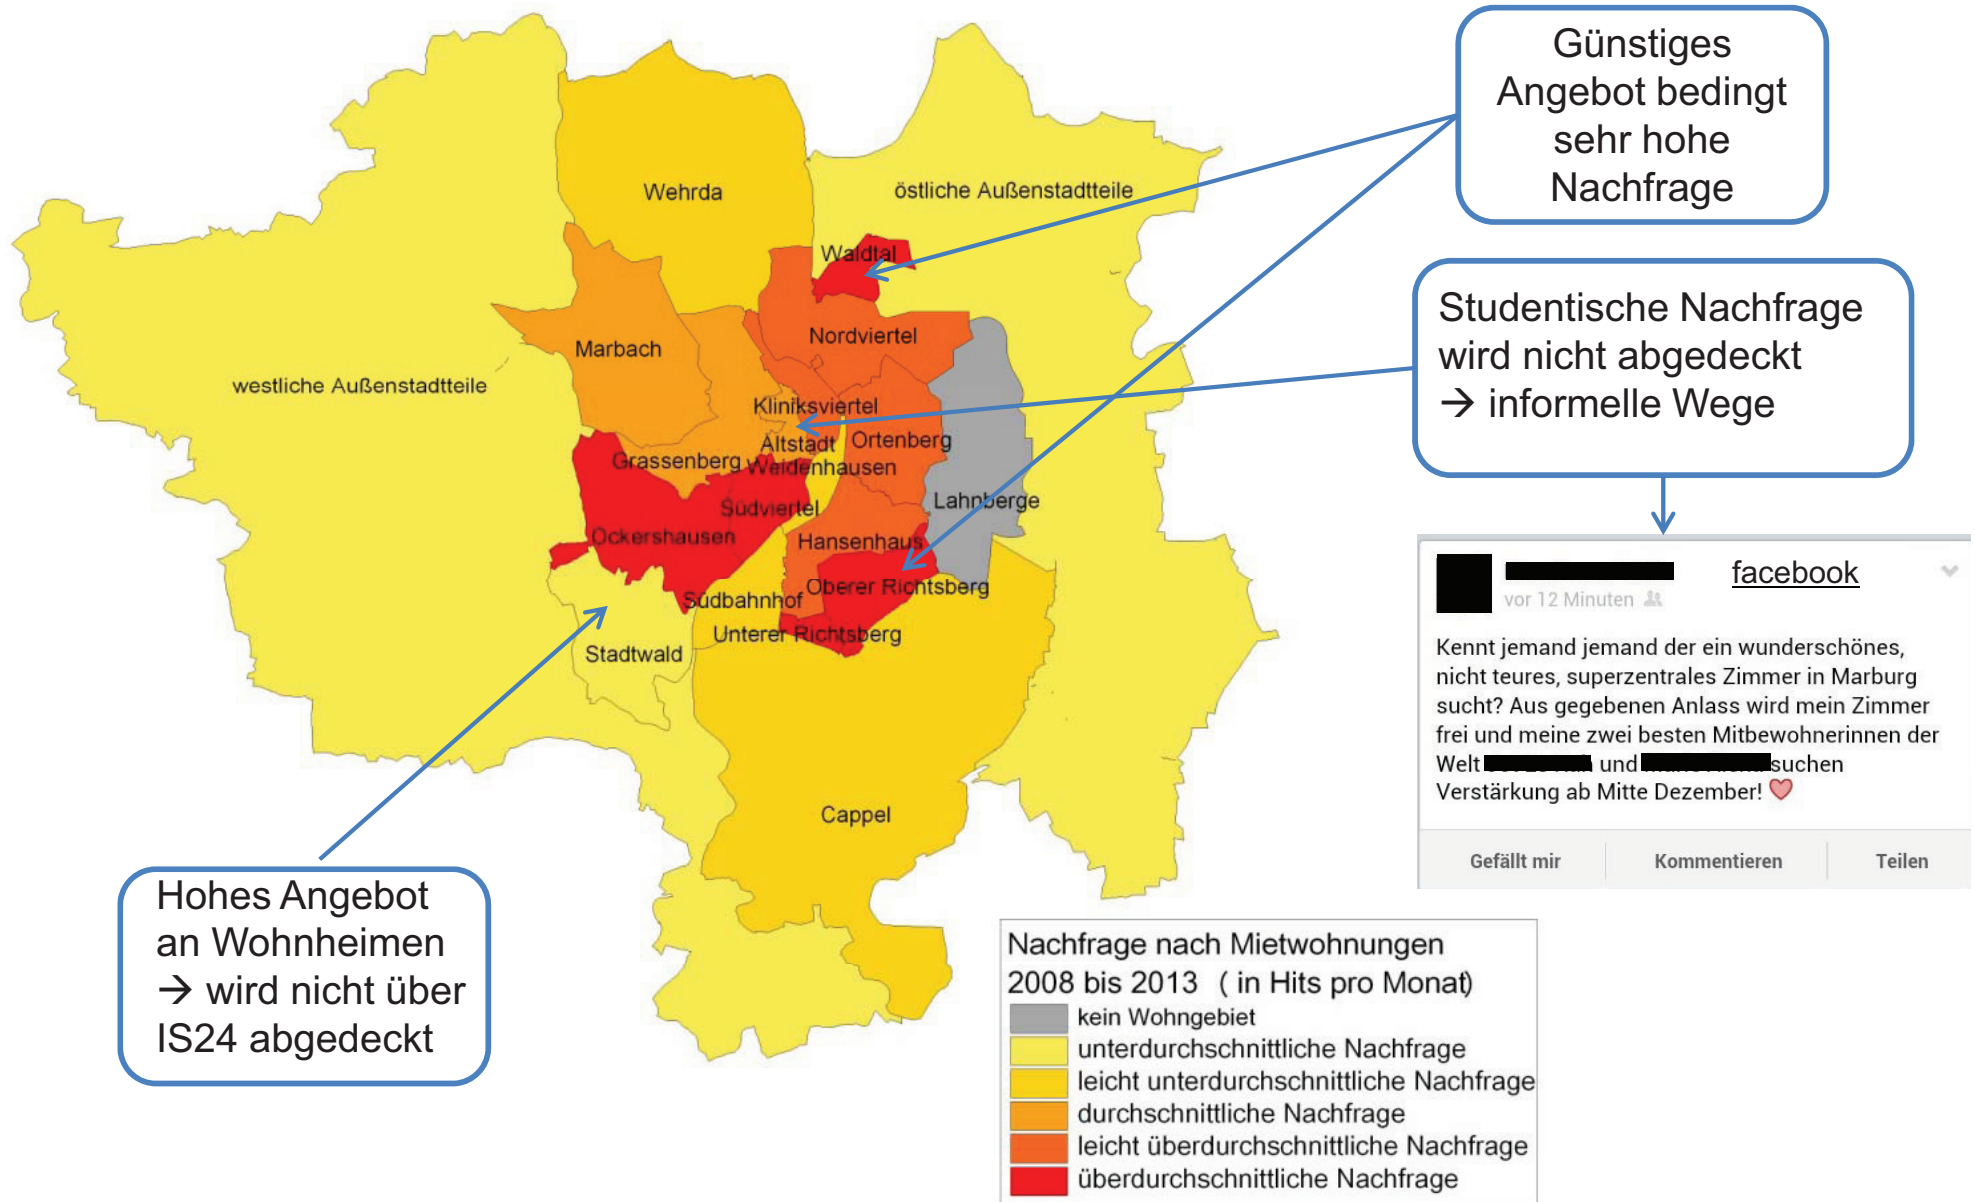 Günstiges
Angebot bedingt
sehr hohe
Nachfrage
Wehrda
östliche Außenstadtteile
Waldtal
Studentische Nachfrage
wird nicht abgedeckt
→ informelle Wege
Nordviertel
Marbach
westliche Außenstadtteile
Kliniksviertel
Altstadt
Ortenberg
Grassenberg
Weidenhausen
Lahnberge
Südviertel
Ockershausen
Hansenhaus
Oberer Richtsberg
Südbahnhof
Unterer Richtsberg
Stadtwald
Cappel
facebook
vor 12 Minuten
Kennt jemand jemand der ein wunderschönes,
nicht teures, superzentrales Zimmer in Marburg
sucht? Aus gegebenen Anlass wird mein Zimmer
frei und meine zwei besten Mitbewohnerinnen der
Welt und suchen
Verstärkung ab Mitte Dezember!
Gefällt mir
Kommentieren
Teilen
Hohes Angebot
an Wohnheimen
→ wird nicht über
IS24 abgedeckt
Nachfrage nach Mietwohnungen
2008 bis 2013 ( in Hits pro Monat)
kein Wohngebiet
unterdurchschnittliche Nachfrage
leicht unterdurchschnittliche Nachfrage
durchschnittliche Nachfrage
leicht überdurchschnittliche Nachfrage
überdurchschnittliche Nachfrage